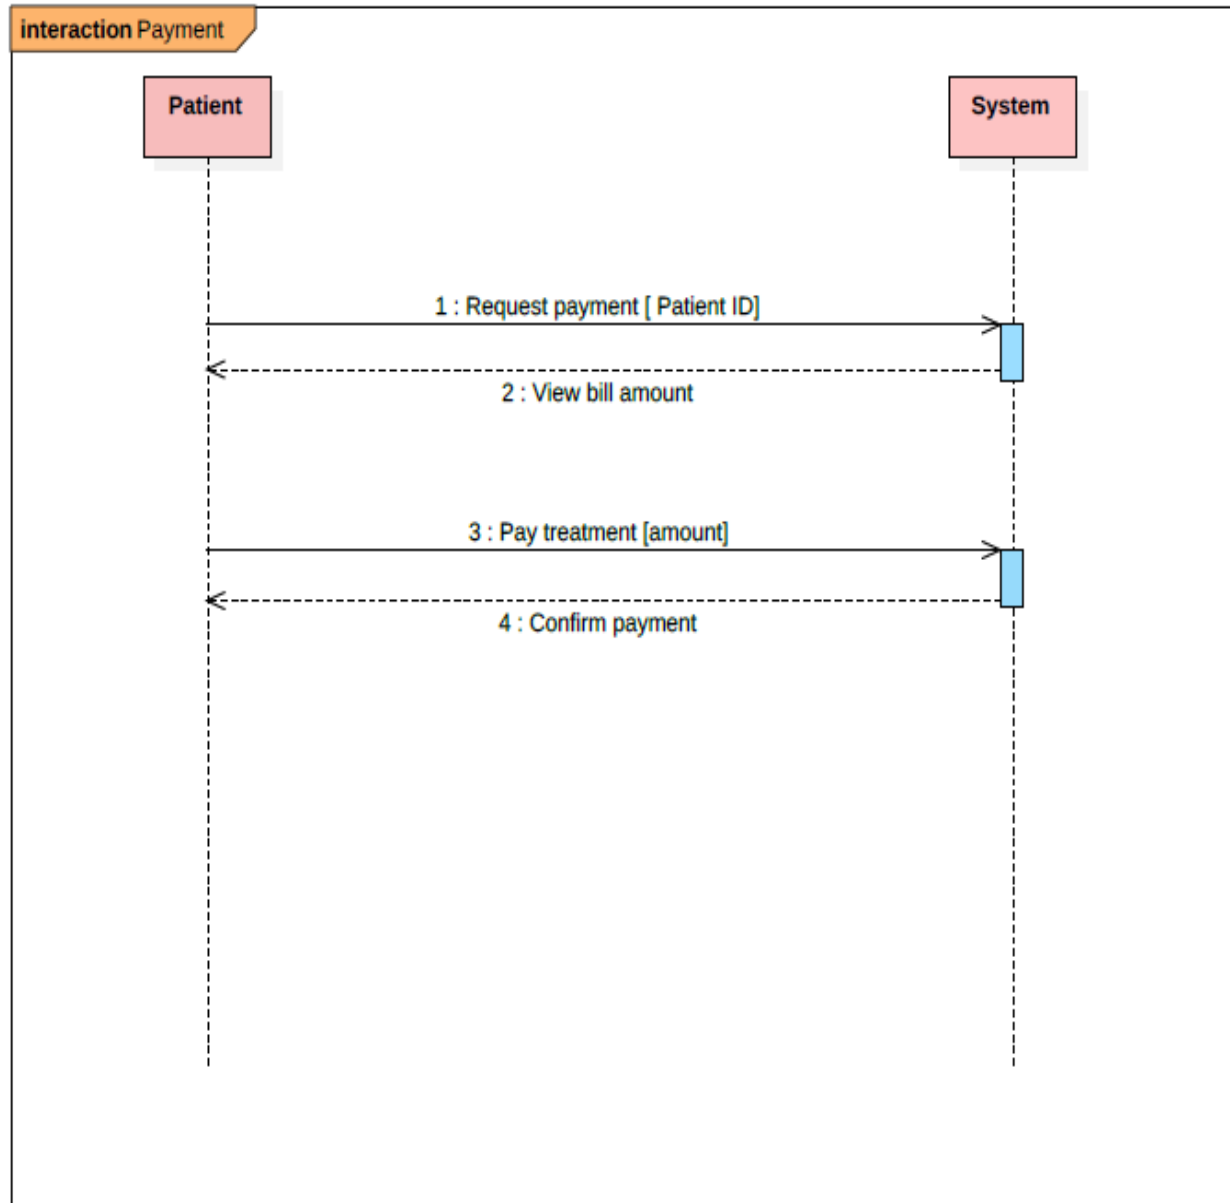 interaction Payment
Patient
System
1 : Request payment [ Patient ID]
2 : View bill amount
3 : Pay treatment [amount]
4 : Confirm payment